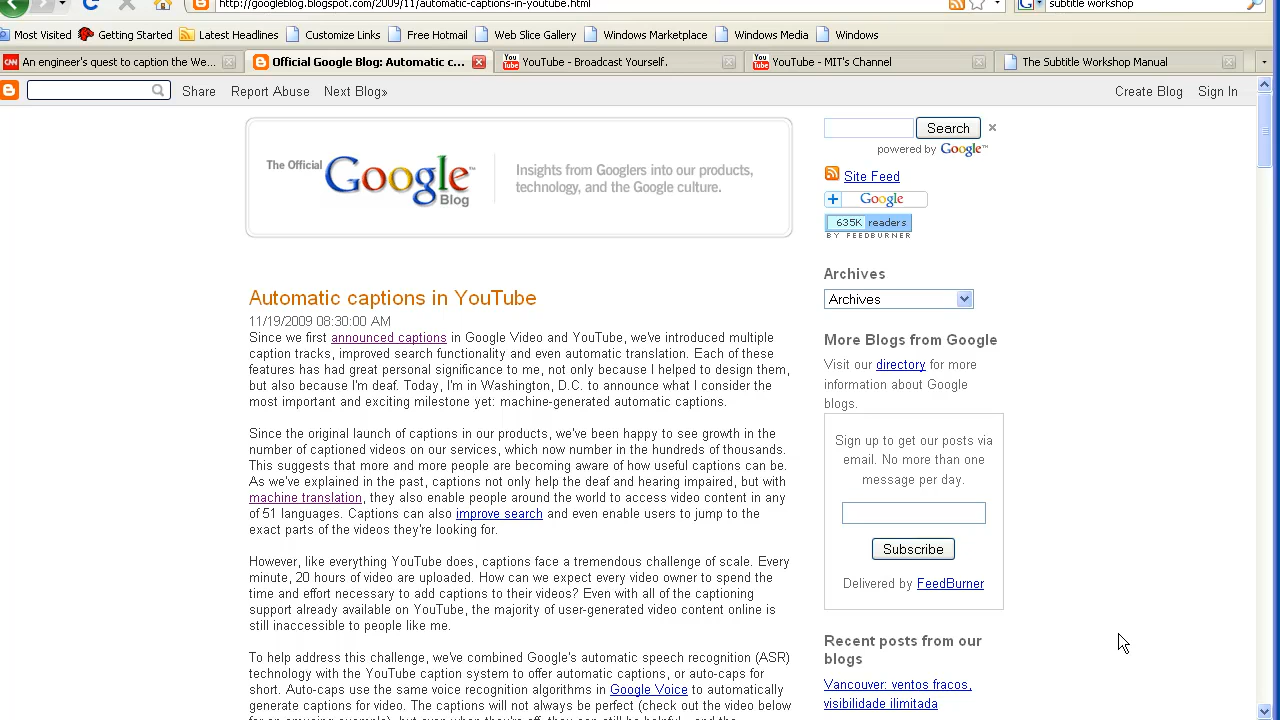 http://googleblog.blogspot.com/2009/11/automatic-captions-in-youtube.html
subtitle workshop
Most Visited Getting Started Latest Headlines Customize Links Free Hotmail Web Slice Gallery Windows Marketplace Windows Media Windows
CNN An engineer's quest to caption the We... Official Google Blog: Automatic c... You Tube YouTube - Broadcast Yourself. You Tube YouTube - MIT's Channel The Subtitle Workshop Manual
Share Report Abuse Next Blog» Create Blog Sign In
The Official Google™ Blog
Insights from Googlers into our products,
technology, and the Google culture.
Automatic captions in YouTube
11/19/2009 08:30:00 AM
Since we first announced captions in Google Video and YouTube, we've introduced multiple
caption tracks, improved search functionality and even automatic translation. Each of these
features has had great personal significance to me, not only because I helped to design them,
but also because I'm deaf. Today, I'm in Washington, D.C. to announce what I consider the
most important and exciting milestone yet: machine-generated automatic captions.
Since the original launch of captions in our products, we've been happy to see growth in the
number of captioned videos on our services, which now number in the hundreds of thousands.
This suggests that more and more people are becoming aware of how useful captions can be.
As we've explained in the past, captions not only help the deaf and hearing impaired, but with
machine translation, they also enable people around the world to access video content in any
of 51 languages. Captions can also improve search and even enable users to jump to the
exact parts of the videos they're looking for.
However, like everything YouTube does, captions face a tremendous challenge of scale. Every
minute, 20 hours of video are uploaded. How can we expect every video owner to spend the
time and effort necessary to add captions to their videos? Even with all of the captioning
support already available on YouTube, the majority of user-generated video content online is
still inaccessible to people like me.
To help address this challenge, we've combined Google's automatic speech recognition (ASR)
technology with the YouTube caption system to offer automatic captions, or auto-caps for
short. Auto-caps use the same voice recognition algorithms in Google Voice to automatically
generate captions for video. The captions will not always be perfect (check out the video below
Search
powered by Google™
Site Feed
Google
635K readers
BY FEEDBURNER
Archives
Archives
More Blogs from Google
Visit our directory for more
information about Google
blogs.
Sign up to get our posts via
email. No more than one
message per day.
Subscribe
Delivered by FeedBurner
Recent posts from our
blogs
Vancouver: ventos fracos,
visibilidade ilimitada